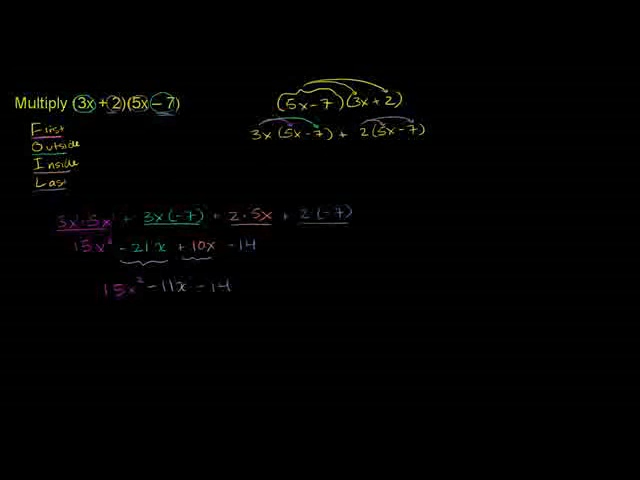 Multiply (3x + 2)(5x − 7)
First
Outside
Inside
Last
(5x − 7)(3x + 2)
3x(5x − 7) + 2(5x − 7)
3x·5x + 3x(−7) + 2·5x + 2(−7)
15x² − 21x + 10x − 14
15x² − 11x − 14